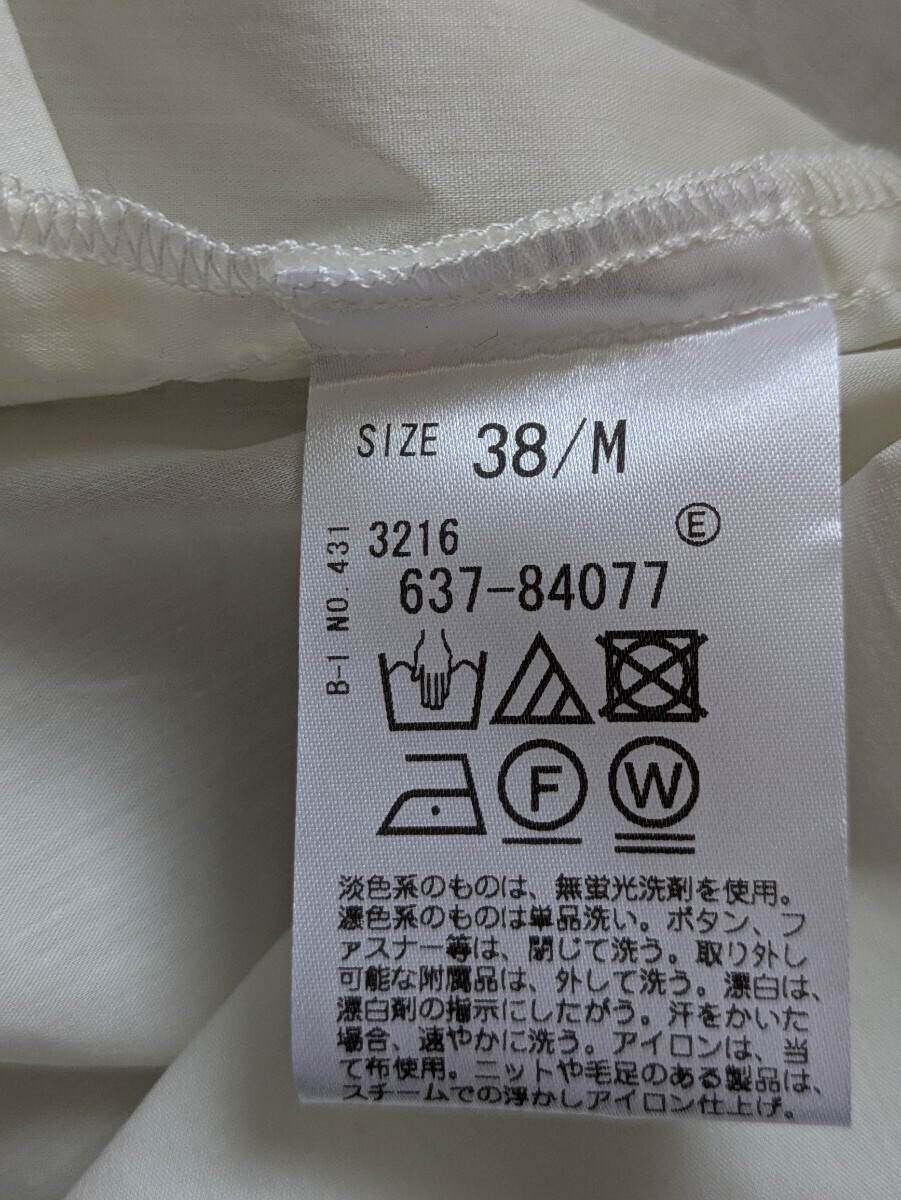 SIZE 38/M
B-1 NO. 431
3216 E
637-84077
F W
淡色系のものは、無蛍光洗剤を使用。
濃色系のものは単品洗い。ボタン、フ
ァスナー等は、閉じて洗う。取り外し
可能な附属品は、外して洗う。漂白は、
漂白剤の指示にしたがう。汗をかいた
場合、速やかに洗う。アイロンは、当
て布使用。ニットや毛足のある製品は、
スチームでの浮かしアイロン仕上げ。